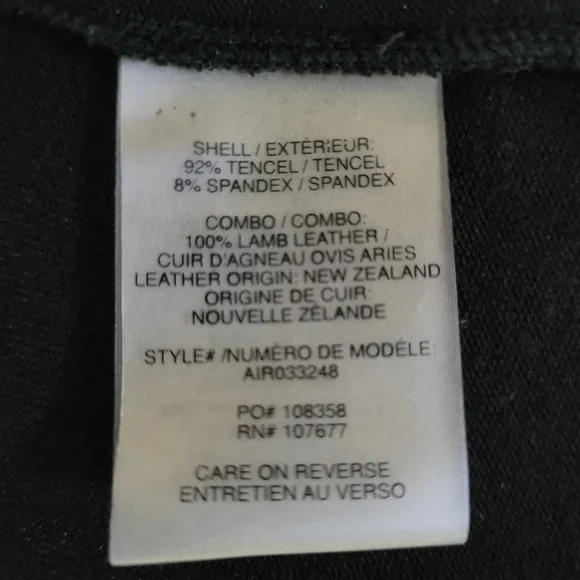 SHELL / EXTÉRIEUR:
92% TENCEL / TENCEL
8% SPANDEX / SPANDEX
COMBO / COMBO:
100% LAMB LEATHER /
CUIR D'AGNEAU OVIS ARIES
LEATHER ORIGIN: NEW ZEALAND
ORIGINE DE CUIR:
NOUVELLE ZÉLANDE
STYLE# /NUMÉRO DE MODÉLE:
AIR033248
PO# 108358
RN# 107677
CARE ON REVERSE
ENTRETIEN AU VERSO